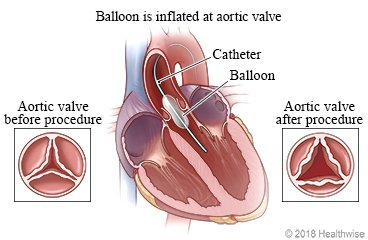 Balloon is inflated at aortic valve
Catheter
Balloon
Aortic valve
before procedure
Aortic valve
after procedure
© 2018 Healthwise